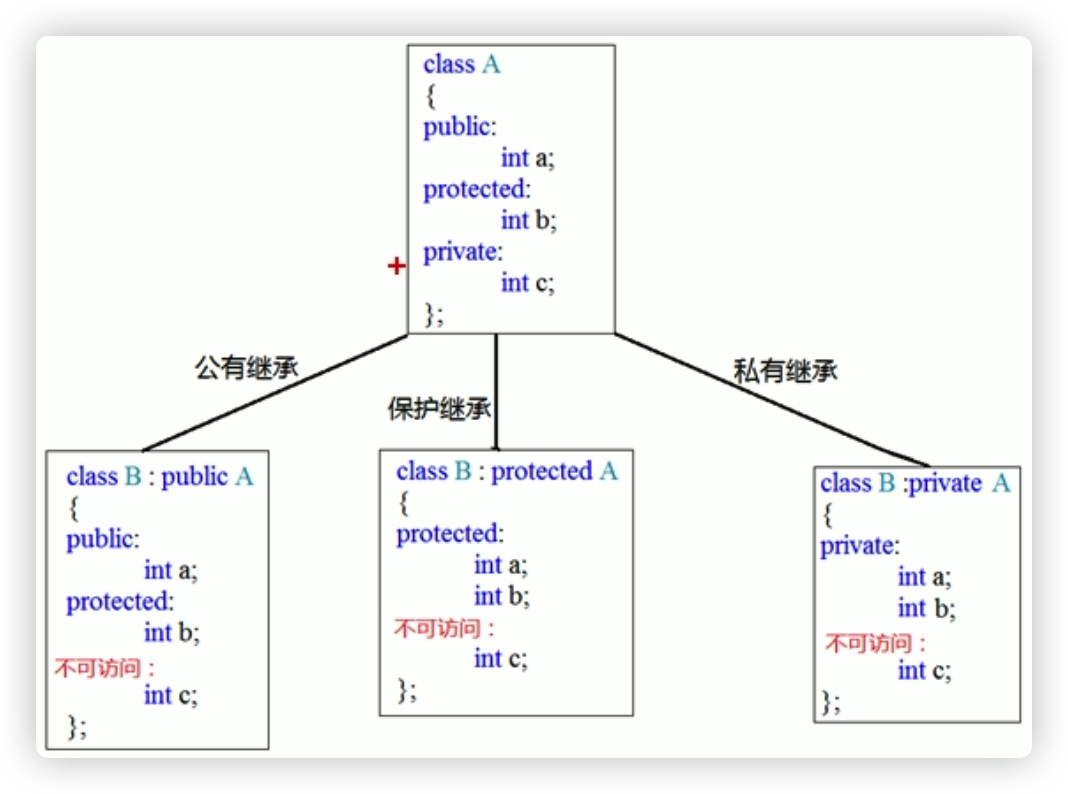 class A
{
public:
int a;
protected:
int b;
private:
int c;
};
公有继承
保护继承
私有继承
class B : public A
{
public:
int a;
protected:
int b;
不可访问：
int c;
};
class B : protected A
{
protected:
int a;
int b;
不可访问：
int c;
};
class B :private A
{
private:
int a;
int b;
不可访问：
int c;
};